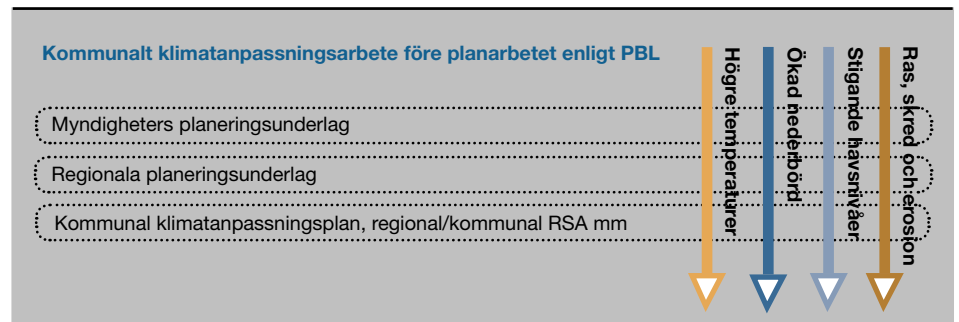 Kommunalt klimatanpassningsarbete före planarbetet enligt PBL
Myndigheters planeringsunderlag
Regionala planeringsunderlag
Kommunal klimatanpassningsplan, regional/kommunal RSA mm
Högre temperaturer
Ökad nederbörd
Stigande havsnivåer
Ras, skred och erosion